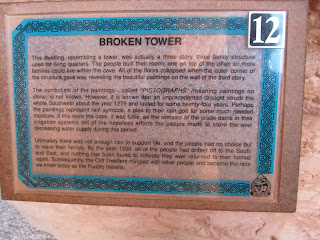 12
BROKEN TOWER
This dwelling, resembling a tower, was actually a three story, three family structure
used for living quarters. The people built their rooms one on top of the other so more
families could live within the cave. All of the floors collapsed when the outer corner of
the structure gave way, revealing the beautiful paintings on the wall of the third story.
The symbolism of the paintings - called "PICTOGRAPHS" (meaning paintings on
stone) is not known. However, it is known that an unprecedented drought struck the
whole Southwest about the year 1276 and lasted for some twenty-four years. Perhaps
the paintings represent rain symbols, a plea to their rain god for some much needed
moisture. If this were the case, it was futile, as the remains of the crude dams in their
irrigation systems tell of the hopeless efforts the people made to store the ever
decreasing water supply during this period.
Ultimately there was not enough rain to support life, and the people had no choice but
to leave their homes. By the year 1300, all of the people had drifted off to the South
and East, and nothing has been found to indicate they ever returned to their homes
again. Subsequently the Cliff Dwellers mingled with other people and became the race
we know today as the Pueblo Indians.